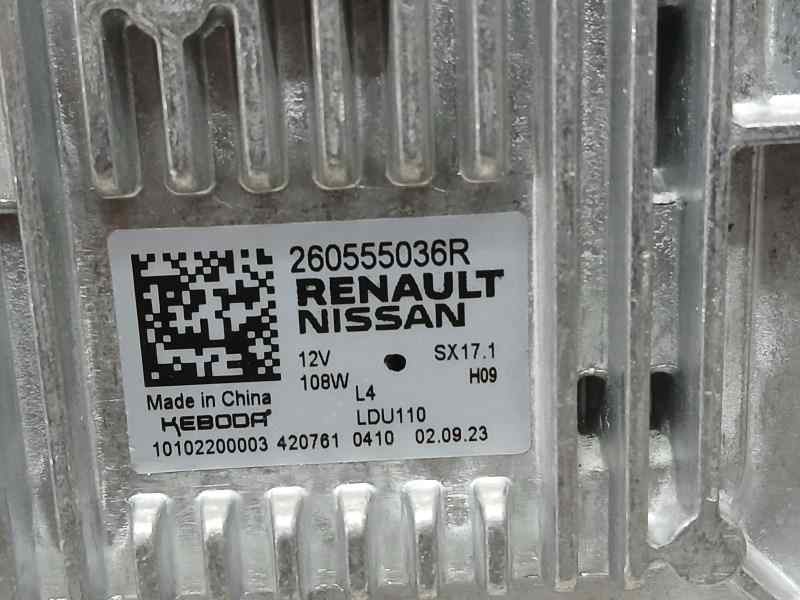 260555036R
RENAULT
NISSAN
12V SX17.1
108W H09
L4
Made in China
LDU110
KEBODA
10102200003 420761 0410 02.09.23